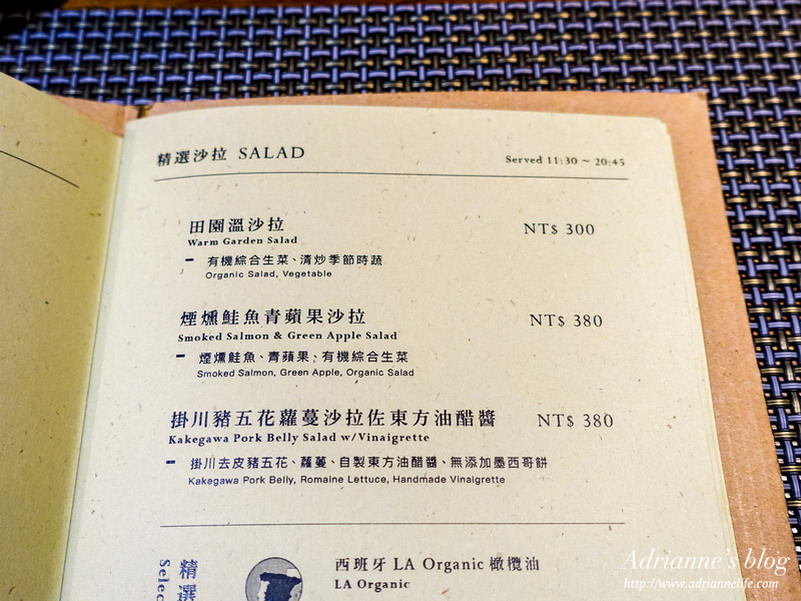 精選沙拉 SALAD
Served 11:30 ~ 20:45
田園溫沙拉 NT$ 300
Warm Garden Salad
- 有機綜合生菜、清炒季節時蔬
Organic Salad, Vegetable
煙燻鮭魚青蘋果沙拉 NT$ 380
Smoked Salmon & Green Apple Salad
- 煙燻鮭魚、青蘋果、有機綜合生菜
Smoked Salmon, Green Apple, Organic Salad
掛川豬五花蘿蔓沙拉佐東方油醋醬 NT$ 380
Kakegawa Pork Belly Salad w/Vinaigrette
- 掛川去皮豬五花、蘿蔓、自製東方油醋醬、無添加墨西哥餅
Kakegawa Pork Belly, Romaine Lettuce, Handmade Vinaigrette
精選
Selec
西班牙 LA Organic 橄欖油
LA Organic
Adrianne's blog
http://www.adriannelife.com